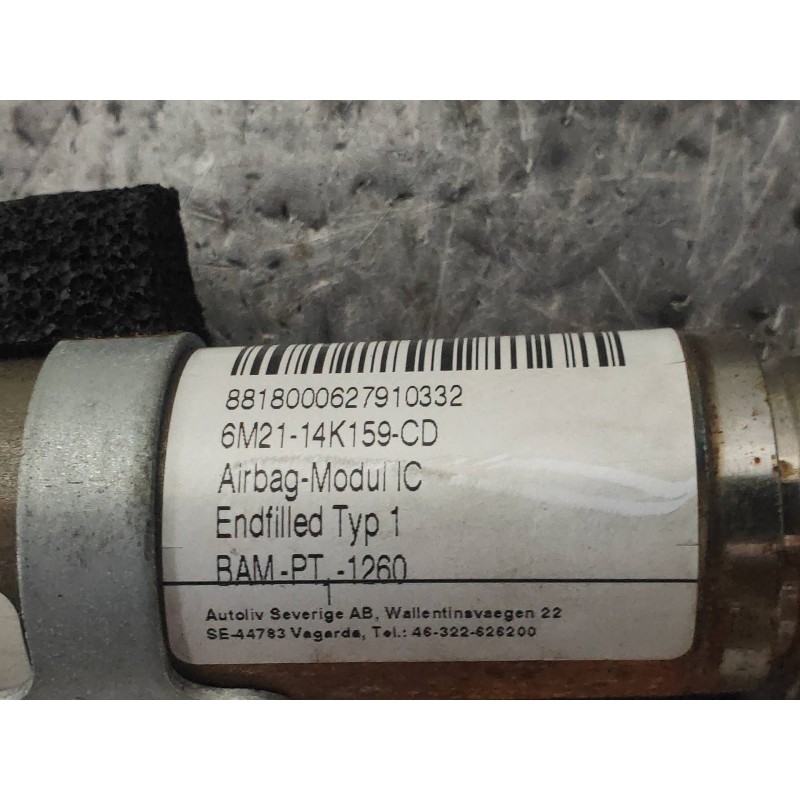 8818000627910332
6M21-14K159-CD
Airbag-Modul IC
Endfilled Typ 1
BAM-PT1-1260
Autoliv Severige AB, Wallentinsvaegen 22
SE-44783 Vagarda, Tel.: 46-322-626200